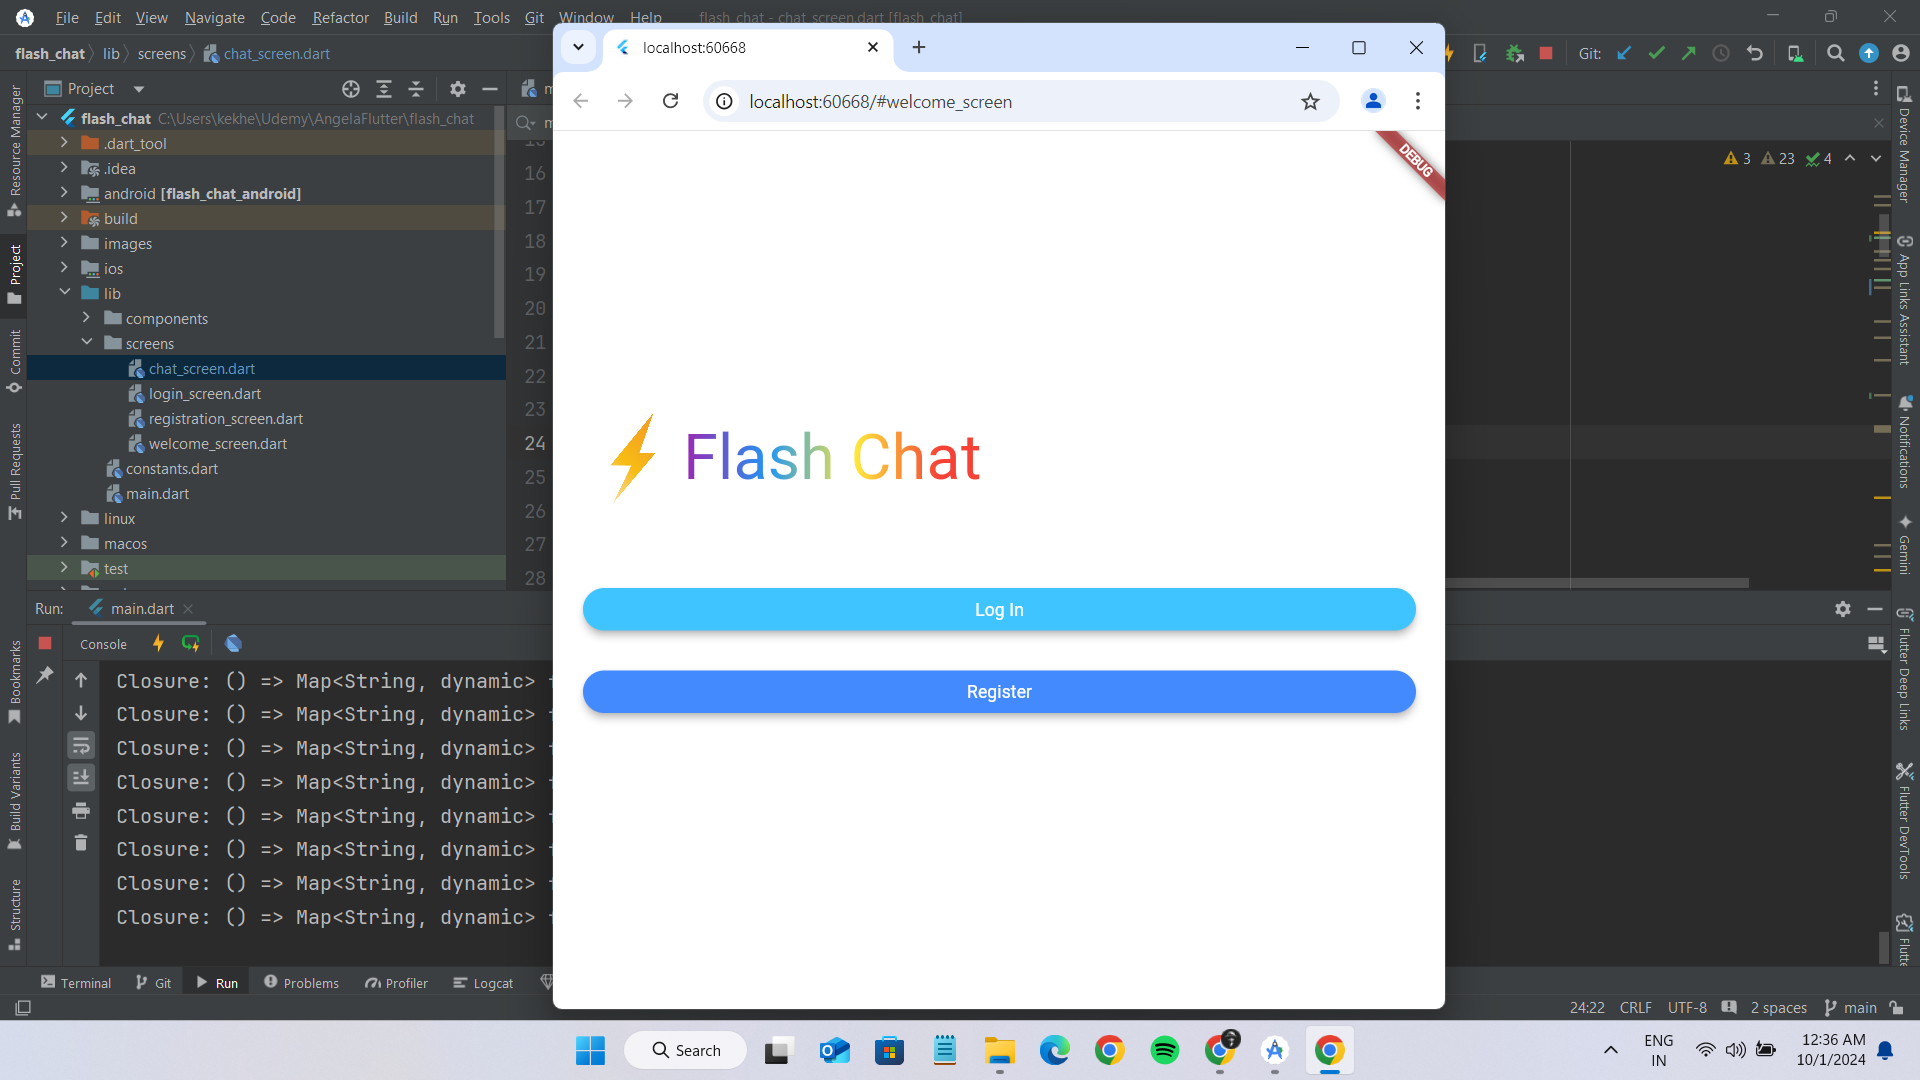 File Edit View Navigate Code Refactor Build Run Tools Git Window Help flash_chat - chat_screen.dart [flash_chat]
flash_chat lib screens chat_screen.dart
Git:
Project
flash_chat C:\Users\kekhe\Udemy\AngelaFlutter\flash_chat
.dart_tool
.idea
android [flash_chat_android]
build
images
ios
lib
components
screens
chat_screen.dart
login_screen.dart
registration_screen.dart
welcome_screen.dart
constants.dart
main.dart
linux
macos
test
Resource Manager
Project
Commit
Pull Requests
Bookmarks
Build Variants
Structure
16
17
18
19
20
21
22
23
24
25
26
27
28
localhost:60668
localhost:60668/#welcome_screen
DEBUG
Flash Chat
Log In
Register
3 23 4
Device Manager
App Links Assistant
Notifications
Gemini
Flutter Deep Links
Flutter DevTools
Run: main.dart
Console
Closure: () => Map<String, dynamic>
Closure: () => Map<String, dynamic>
Closure: () => Map<String, dynamic>
Closure: () => Map<String, dynamic>
Closure: () => Map<String, dynamic>
Closure: () => Map<String, dynamic>
Closure: () => Map<String, dynamic>
Closure: () => Map<String, dynamic>
Terminal Git Run Problems Profiler Logcat
24:22 CRLF UTF-8 2 spaces main
Search
ENG
IN
12:36 AM
10/1/2024